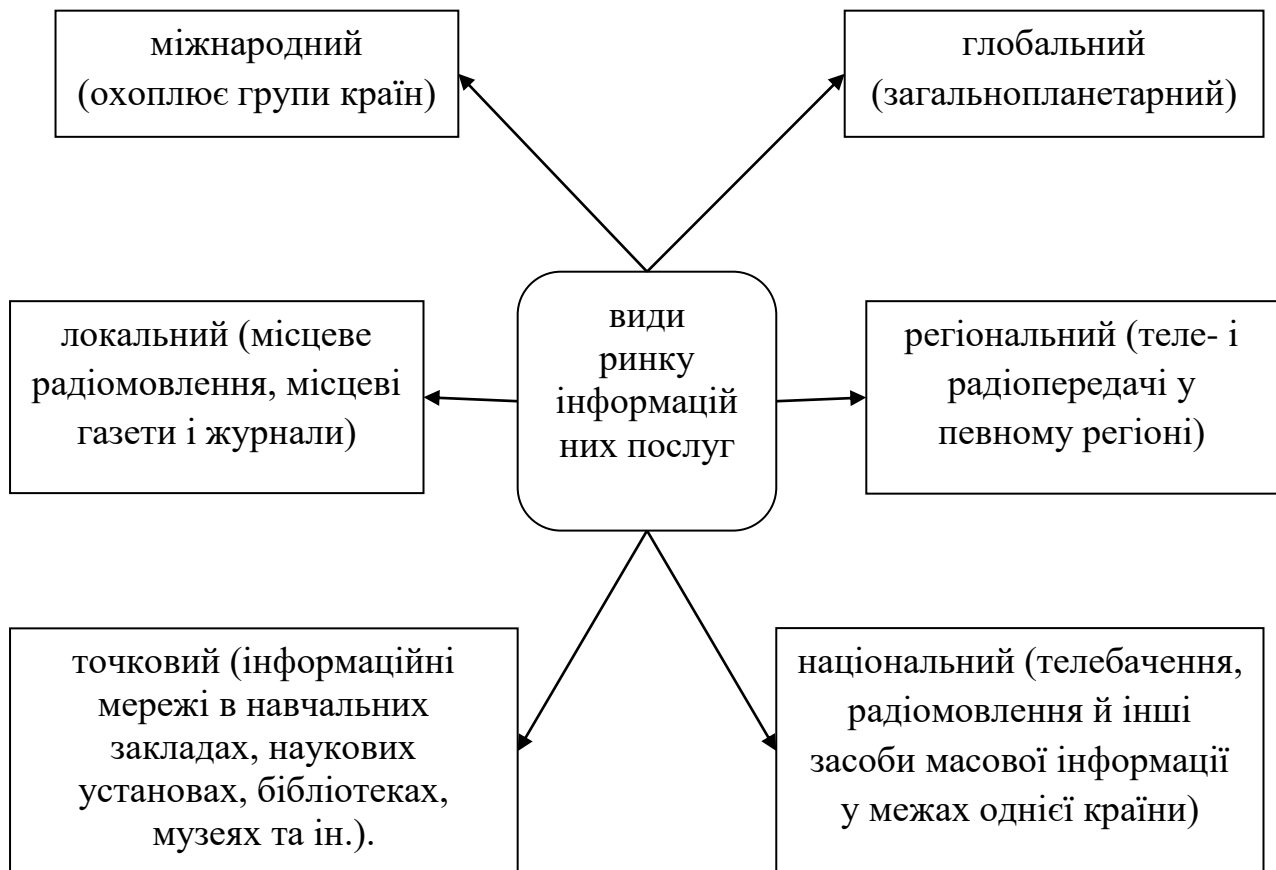 міжнародний
(охоплює групи країн)
глобальний
(загальнопланетарний)
локальний (місцеве
радіомовлення, місцеві
газети і журнали)
види
ринку
інформацій
них послуг
регіональний (теле- і
радіопередачі у
певному регіоні)
точковий (інформаційні
мережі в навчальних
закладах, наукових
установах, бібліотеках,
музеях та ін.).
національний (телебачення,
радіомовлення й інші
засоби масової інформації
у межах однієї країни)